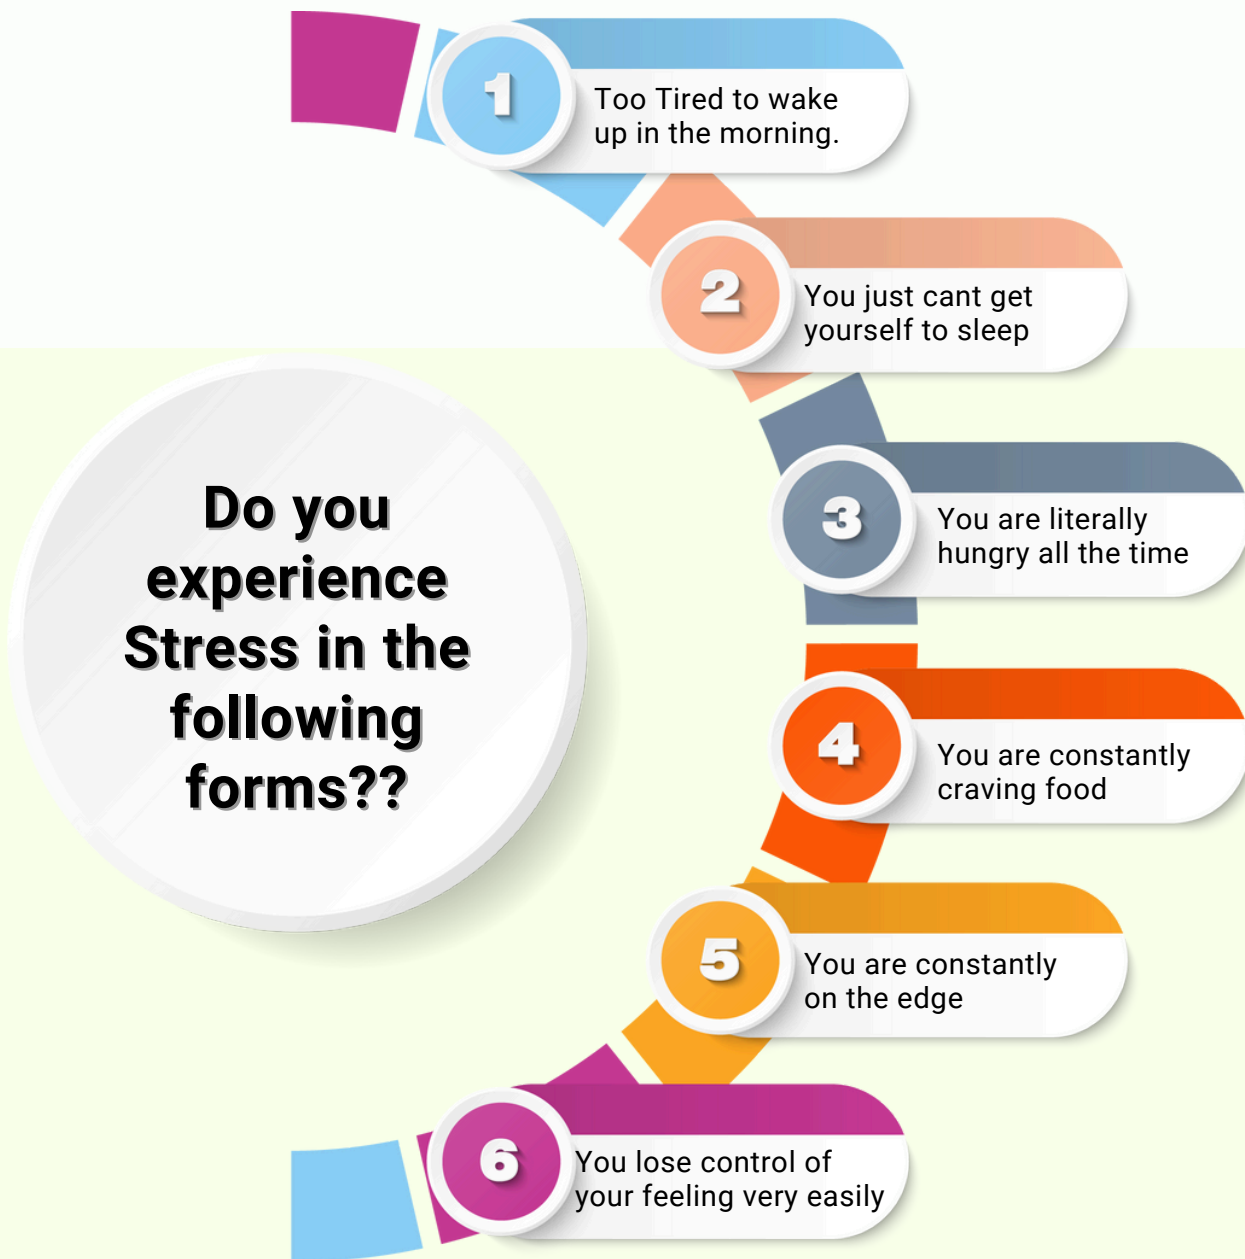 1
Too Tired to wake
up in the morning.
2
You just cant get
yourself to sleep
3
You are literally
hungry all the time
Do you
experience
Stress in the
following
forms??
4
You are constantly
craving food
5
You are constantly
on the edge
6
You lose control of
your feeling very easily